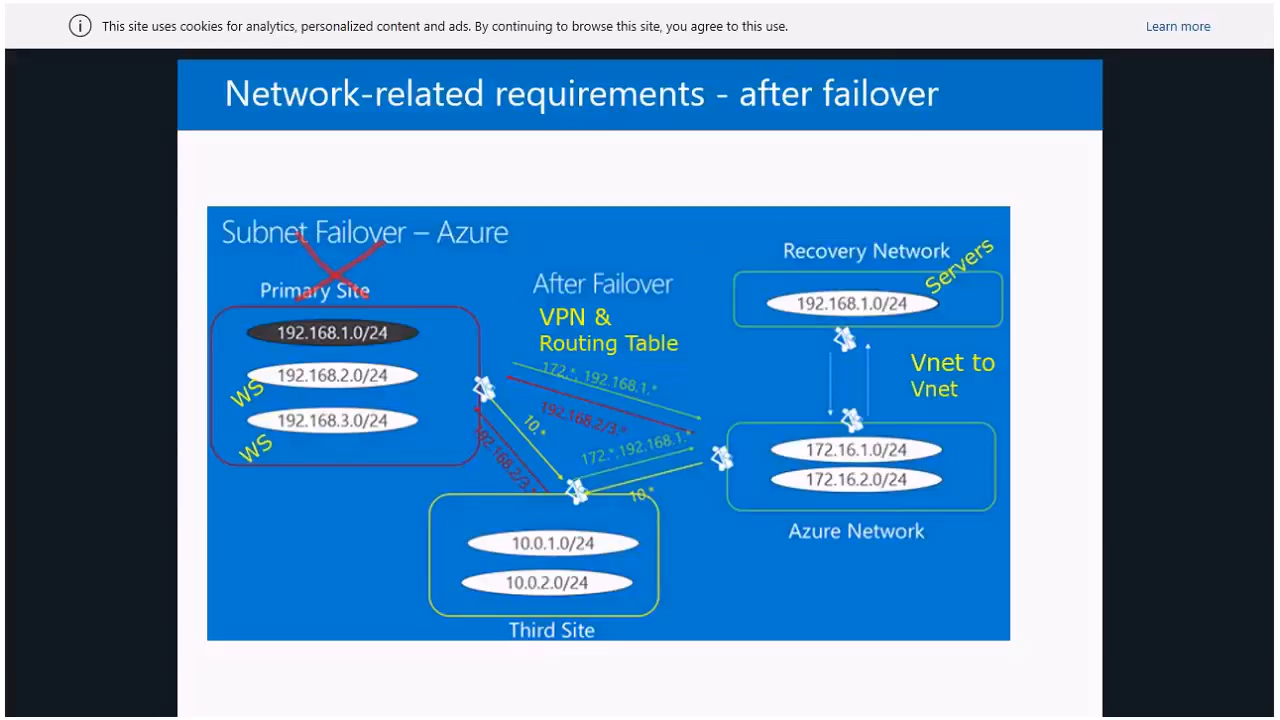 This site uses cookies for analytics, personalized content and ads. By continuing to browse this site, you agree to this use.
Learn more
Network-related requirements - after failover
Subnet Failover – Azure
Primary Site
192.168.1.0/24
192.168.2.0/24
192.168.3.0/24
WS
WS
After Failover
VPN &
Routing Table
172.*, 192.168.1.*
192.168.2/3.*
10.*
192.168.2/3.*
172.*,192.168.1.*
10.*
Recovery Network
Servers
192.168.1.0/24
Vnet to
Vnet
172.16.1.0/24
172.16.2.0/24
Azure Network
10.0.1.0/24
10.0.2.0/24
Third Site